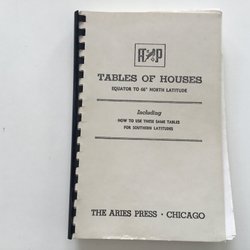 TABLES OF HOUSES
EQUATOR TO 66° NORTH LATITUDE
Including
HOW TO USE THESE SAME TABLES
FOR SOUTHERN LATITUDES
THE ARIES PRESS • CHICAGO